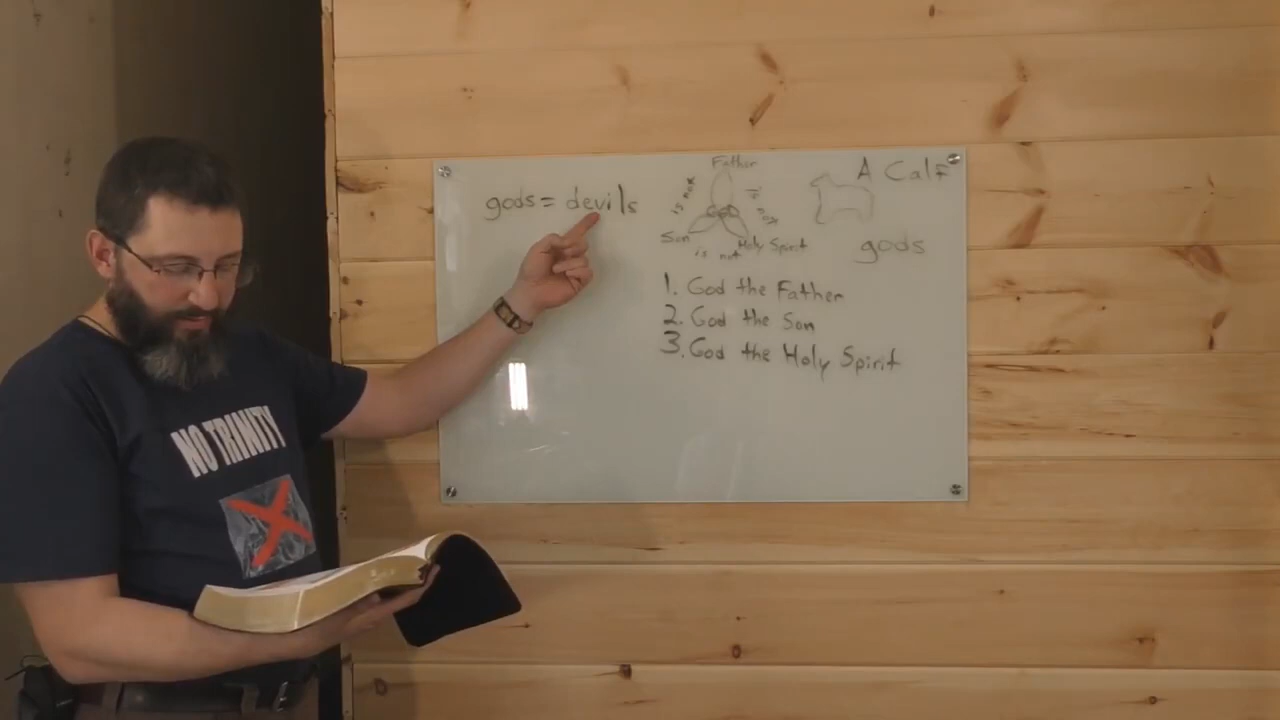 NO TRINITY
gods = devils
Father
is not
is not
Son
is not
Holy Spirit
A Calf
gods
1. God the Father
2. God the Son
3. God the Holy Spirit